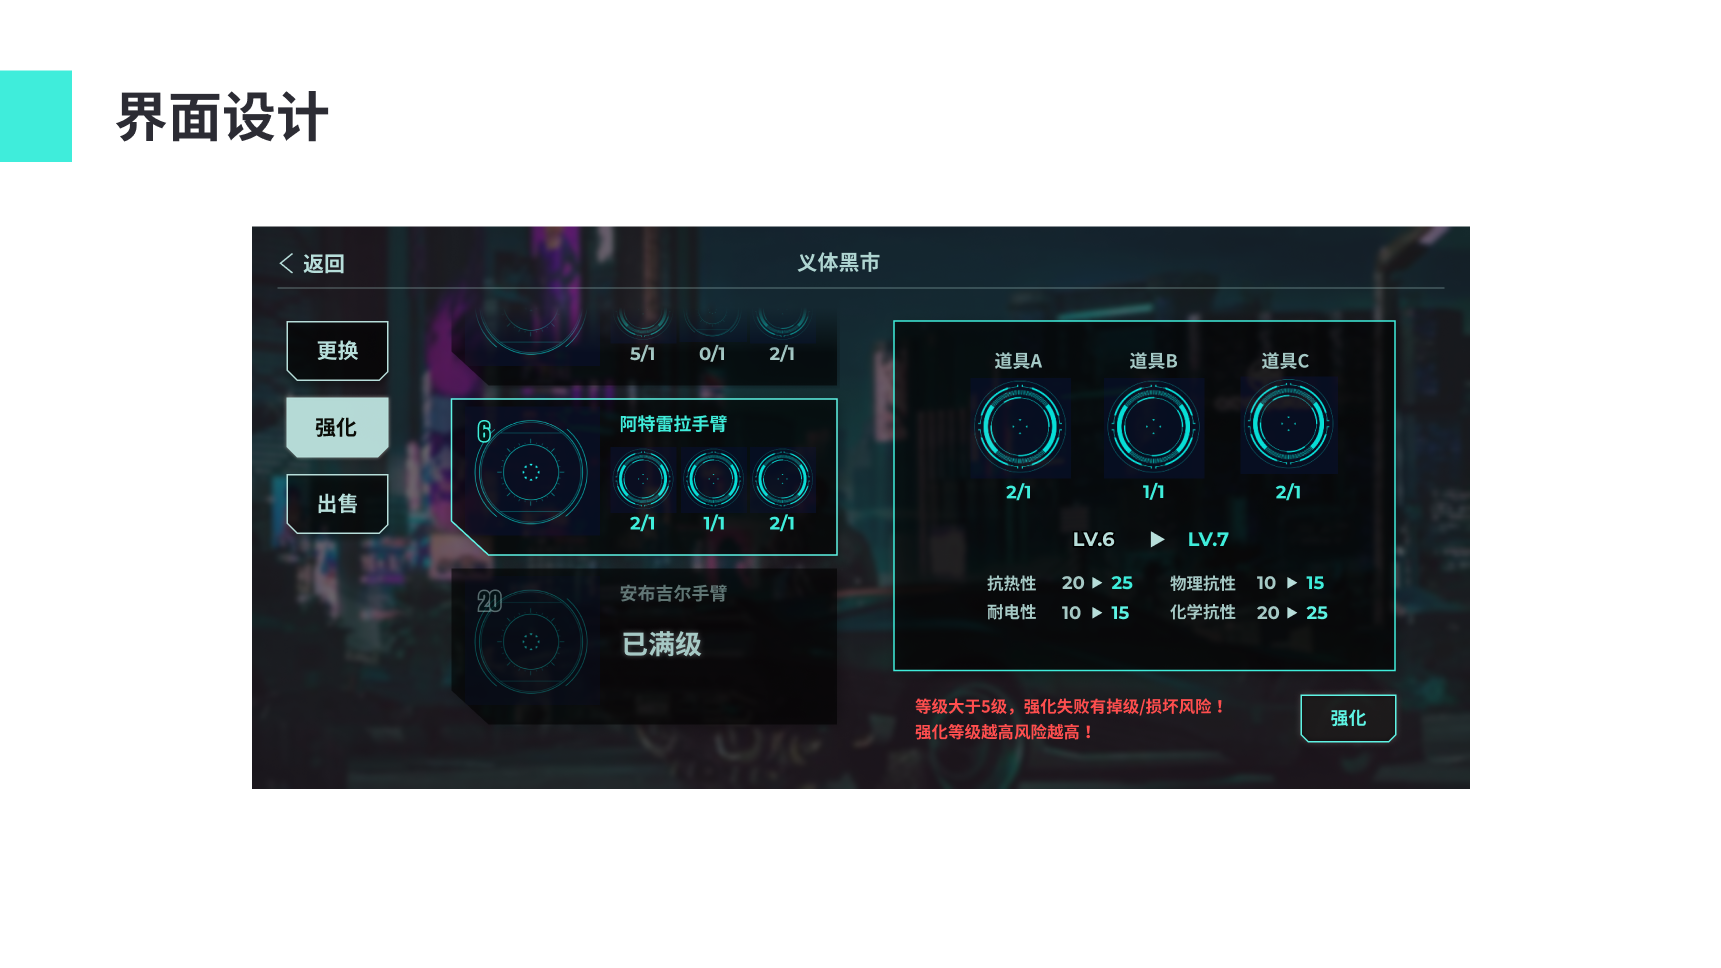 界面设计
返回
义体黑市
更换
强化
出售
5/1 0/1 2/1
6
阿特雷拉手臂
2/1 1/1 2/1
20
安布吉尔手臂
已满级
道具A 道具B 道具C
2/1 1/1 2/1
LV.6 ▶ LV.7
抗热性 20 ▶ 25 物理抗性 10 ▶ 15
耐电性 10 ▶ 15 化学抗性 20 ▶ 25
等级大于5级，强化失败有掉级/损坏风险！
强化等级越高风险越高！
强化